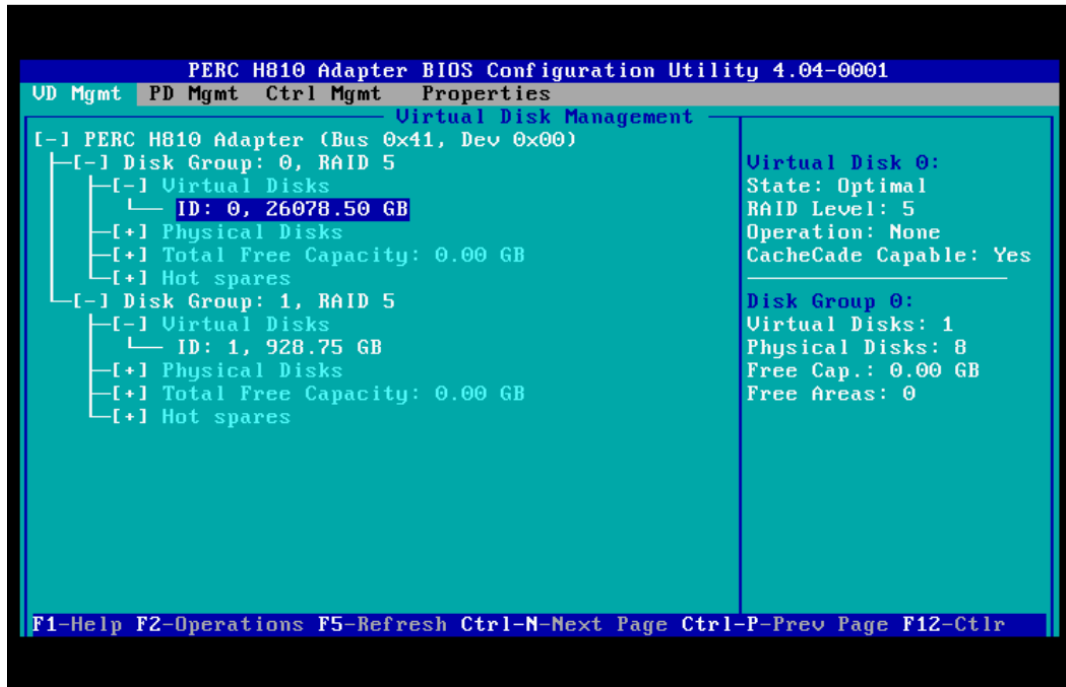 PERC H810 Adapter BIOS Configuration Utility 4.04-0001
VD Mgmt PD Mgmt Ctrl Mgmt Properties
Virtual Disk Management
[-] PERC H810 Adapter (Bus 0x41, Dev 0x00)
[-] Disk Group: 0, RAID 5
[-] Virtual Disks
ID: 0, 26078.50 GB
[+] Physical Disks
[+] Total Free Capacity: 0.00 GB
[+] Hot spares
[-] Disk Group: 1, RAID 5
[-] Virtual Disks
ID: 1, 928.75 GB
[+] Physical Disks
[+] Total Free Capacity: 0.00 GB
[+] Hot spares
Virtual Disk 0:
State: Optimal
RAID Level: 5
Operation: None
CacheCade Capable: Yes
Disk Group 0:
Virtual Disks: 1
Physical Disks: 8
Free Cap.: 0.00 GB
Free Areas: 0
F1-Help F2-Operations F5-Refresh Ctrl-N-Next Page Ctrl-P-Prev Page F12-Ctlr